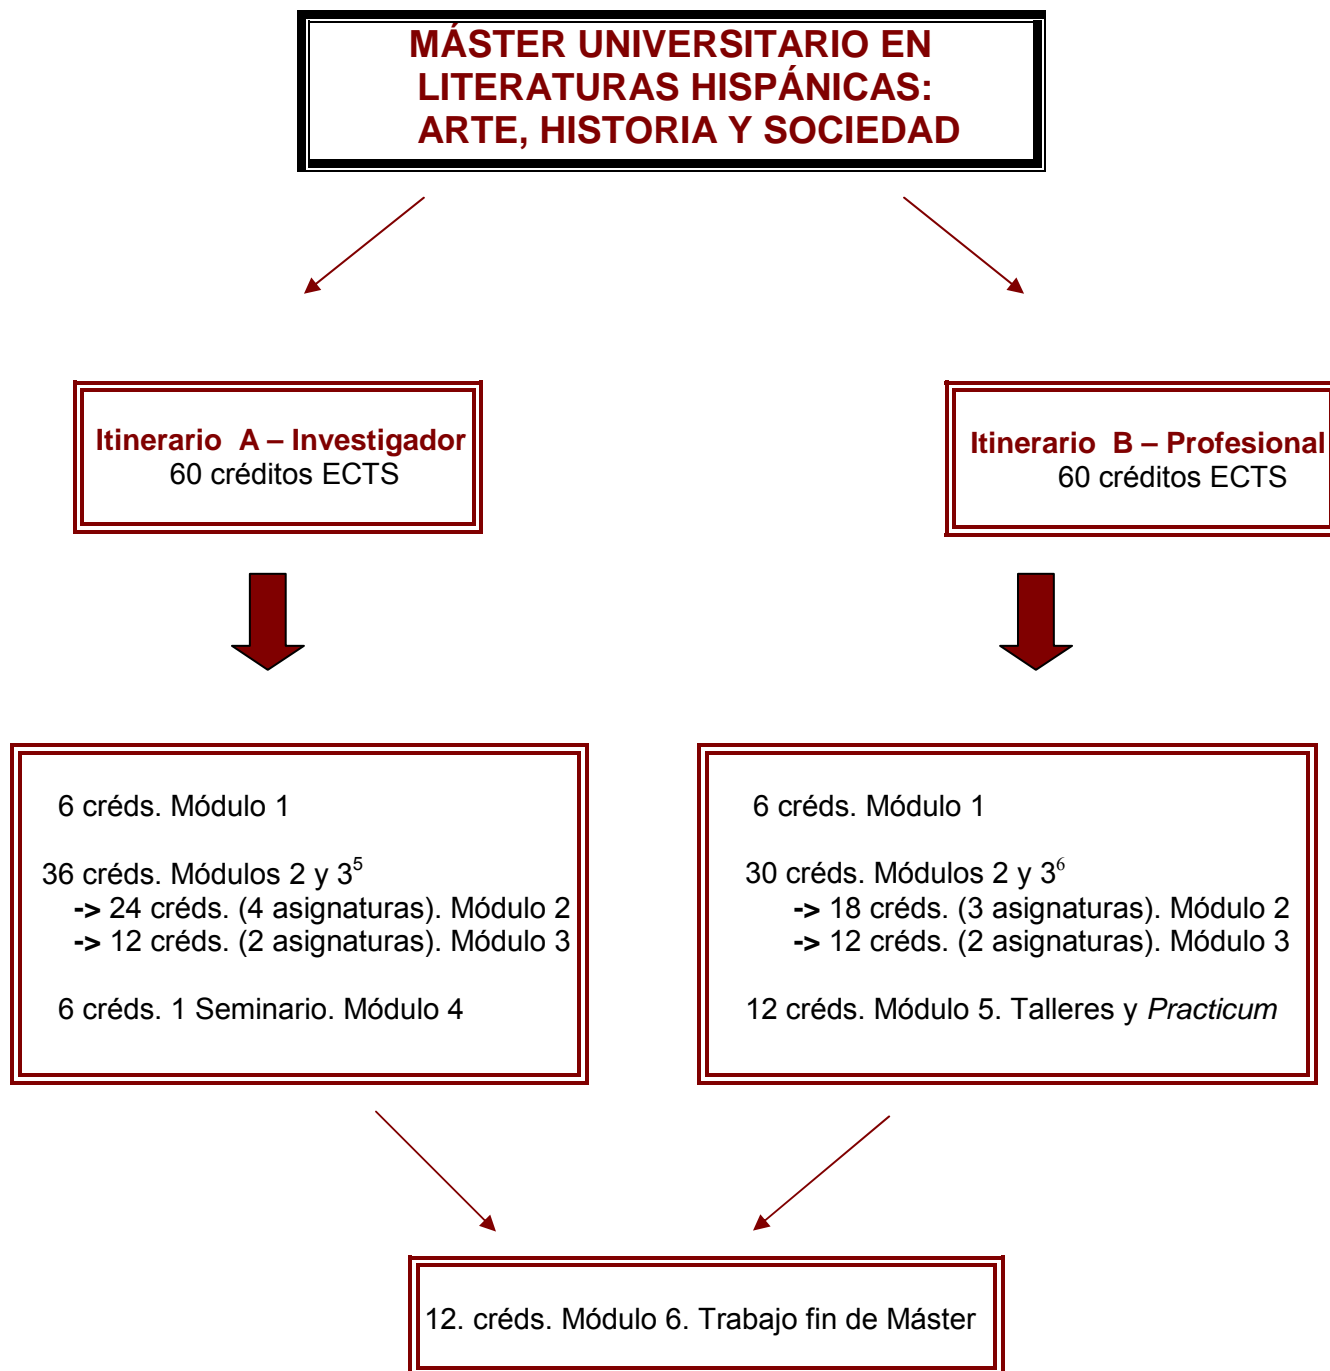 MÁSTER UNIVERSITARIO EN
LITERATURAS HISPÁNICAS:
ARTE, HISTORIA Y SOCIEDAD
Itinerario A – Investigador
60 créditos ECTS
Itinerario B – Profesional
60 créditos ECTS
6 créds. Módulo 1
36 créds. Módulos 2 y 3⁵
-> 24 créds. (4 asignaturas). Módulo 2
-> 12 créds. (2 asignaturas). Módulo 3
6 créds. 1 Seminario. Módulo 4
6 créds. Módulo 1
30 créds. Módulos 2 y 3⁶
-> 18 créds. (3 asignaturas). Módulo 2
-> 12 créds. (2 asignaturas). Módulo 3
12 créds. Módulo 5. Talleres y Practicum
12. créds. Módulo 6. Trabajo fin de Máster